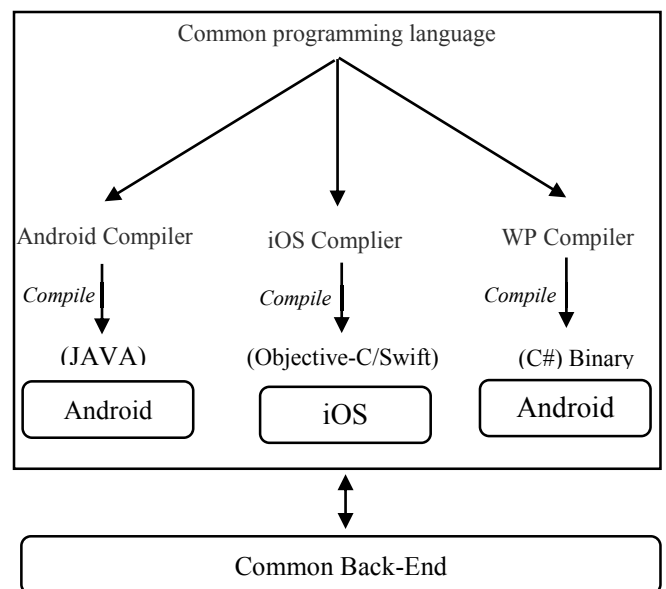 Common programming language
Android Compiler
iOS Complier
WP Compiler
Compile
Compile
Compile
(JAVA)
(Objective-C/Swift)
(C#) Binary
Android
iOS
Android
Common Back-End